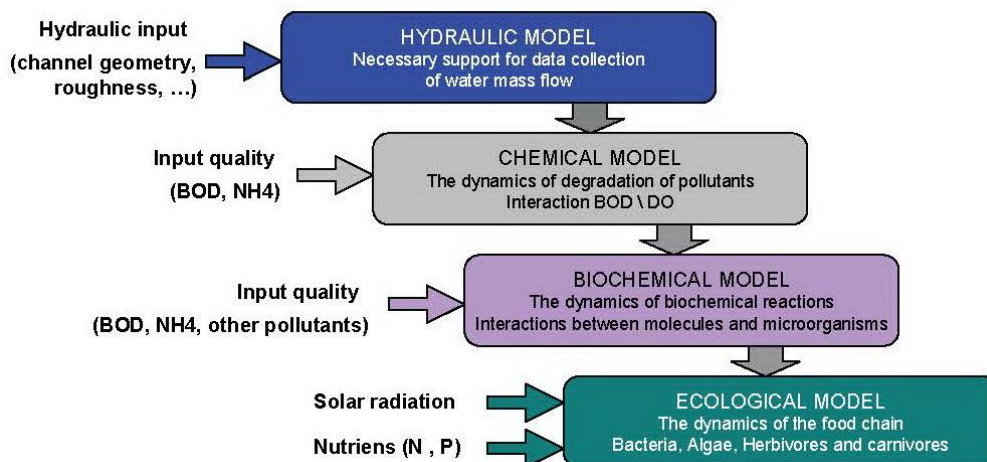 Hydraulic input
(channel geometry,
roughness, ...)
HYDRAULIC MODEL
Necessary support for data collection
of water mass flow
Input quality
(BOD, NH4)
CHEMICAL MODEL
The dynamics of degradation of pollutants
Interaction BOD \ DO
Input quality
(BOD, NH4, other pollutants)
BIOCHEMICAL MODEL
The dynamics of biochemical reactions
Interactions between molecules and microorganisms
Solar radiation
Nutriens (N , P)
ECOLOGICAL MODEL
The dynamics of the food chain
Bacteria, Algae, Herbivores and carnivores